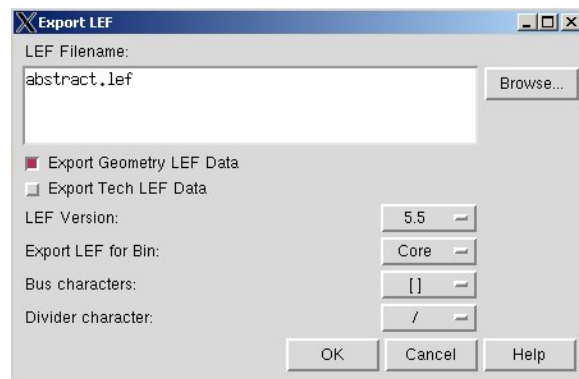 Export LEF
LEF Filename:
abstract.lef
Browse...
Export Geometry LEF Data
Export Tech LEF Data
LEF Version: 5.5
Export LEF for Bin: Core
Bus characters: []
Divider character: /
OK Cancel Help